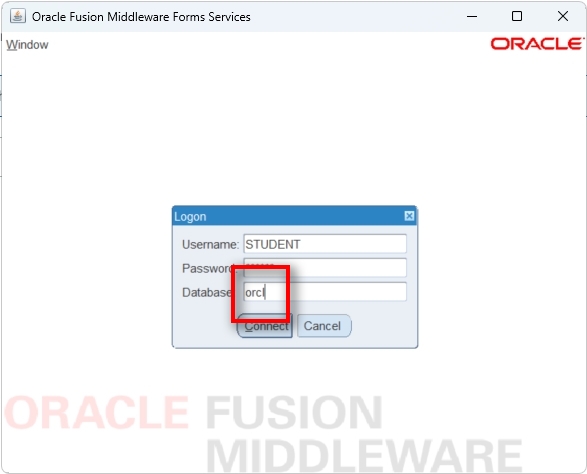 Oracle Fusion Middleware Forms Services
Window
ORACLE
Logon
Username: STUDENT
Password
Database orcl
Connect Cancel
ORACLE FUSION
MIDDLEWARE